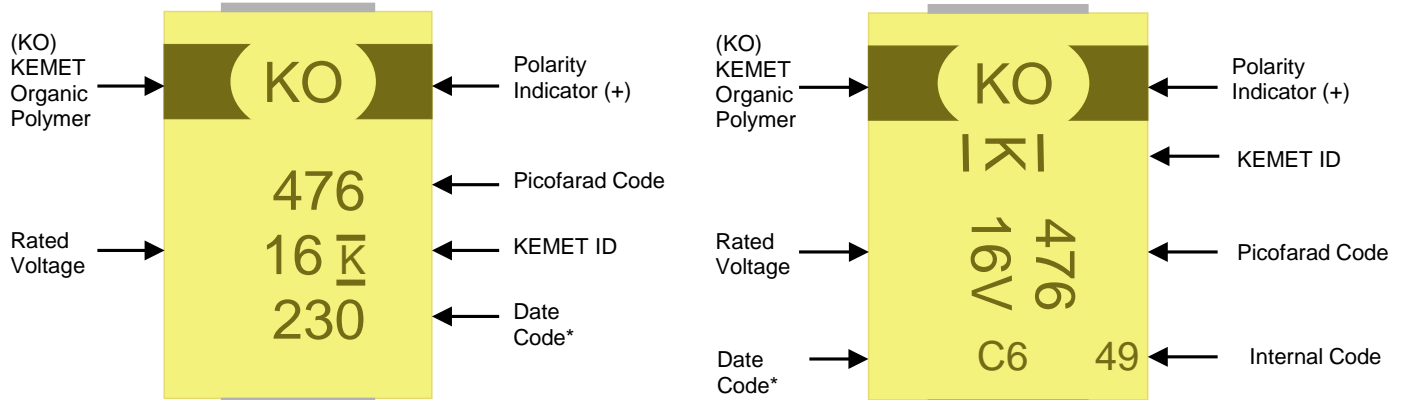 (KO)
KEMET
Organic
Polymer
KO
Polarity
Indicator (+)
476
Picofarad Code
Rated
Voltage
16 K
KEMET ID
230
Date
Code*
(KO)
KEMET
Organic
Polymer
KO
Polarity
Indicator (+)
K
KEMET ID
Rated
Voltage
476
16V
Picofarad Code
Date
Code*
C6
49
Internal Code